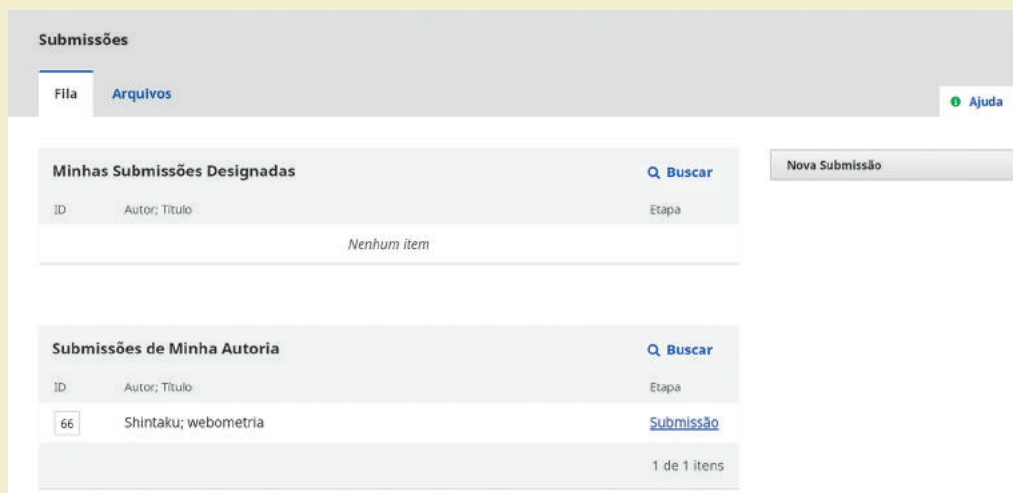 Submissões
Fila Arquivos
Ajuda
Minhas Submissões Designadas Buscar
Nova Submissão
ID Autor; Título Etapa
Nenhum item
Submissões de Minha Autoria Buscar
ID Autor; Título Etapa
66 Shintaku; webometria Submissão
1 de 1 itens